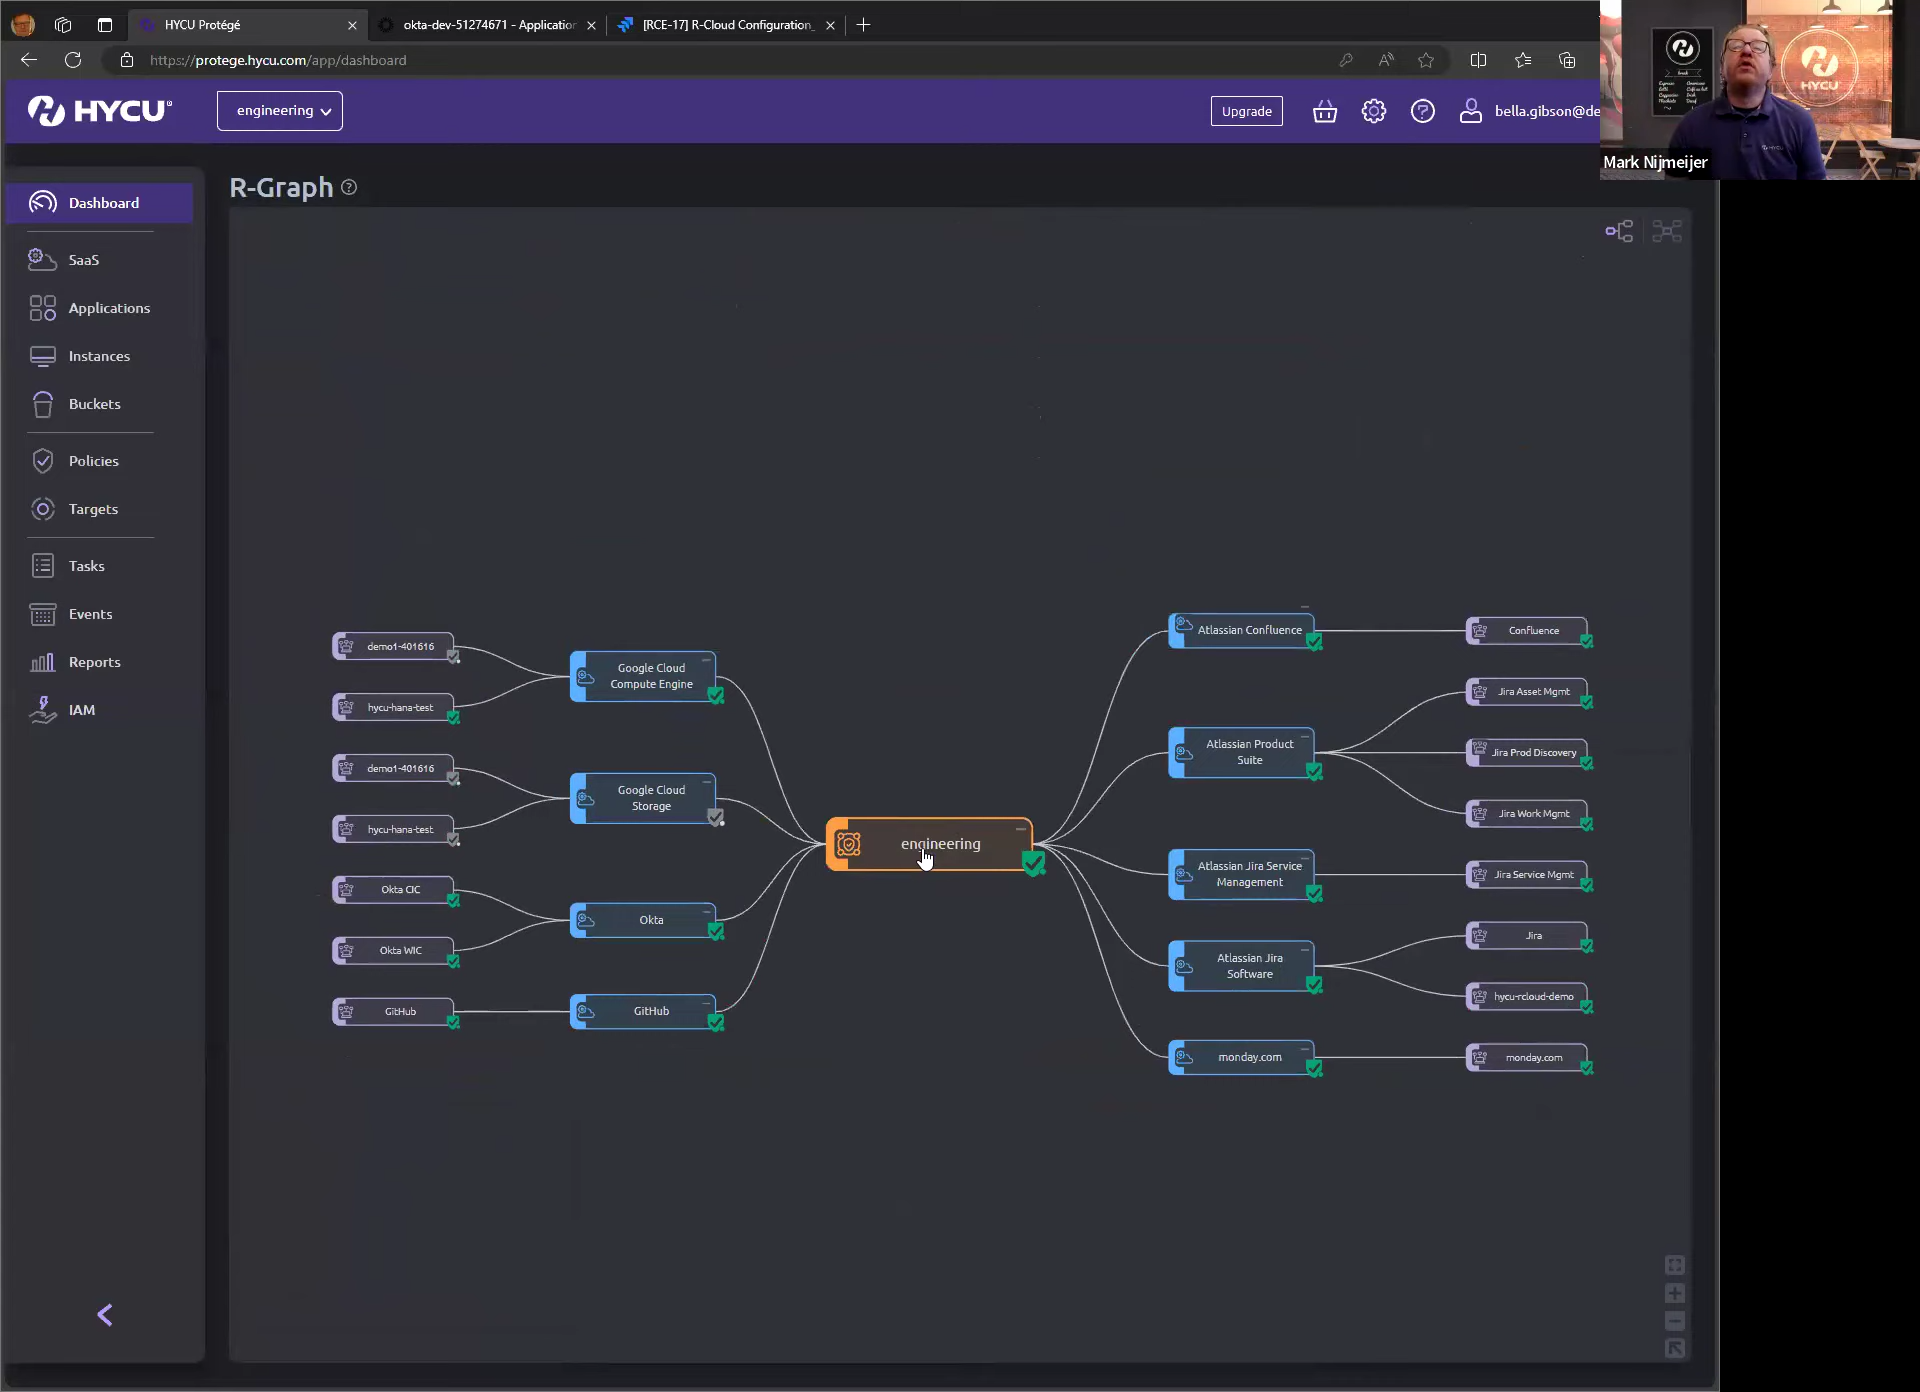 HYCU Protégé
okta-dev-51274671 - Applicatio
[RCE-17] R-Cloud Configuration_
https://protege.hycu.com/app/dashboard
HYCU
engineering
Upgrade
bella.gibson@de
HYCU
Mark Nijmeijer
Dashboard
SaaS
Applications
Instances
Buckets
Policies
Targets
Tasks
Events
Reports
IAM
R-Graph
demo1-401616
hycu-hana-test
demo1-401616
hycu-hana-test
Okta CIC
Okta WIC
GitHub
Google Cloud
Compute Engine
Google Cloud
Storage
Okta
GitHub
engineering
Atlassian Confluence
Atlassian Product
Suite
Atlassian Jira Service
Management
Atlassian Jira
Software
monday.com
Confluence
Jira Asset Mgmt
Jira Prod Discovery
Jira Work Mgmt
Jira Service Mgmt
Jira
hycu-rcloud-demo
monday.com